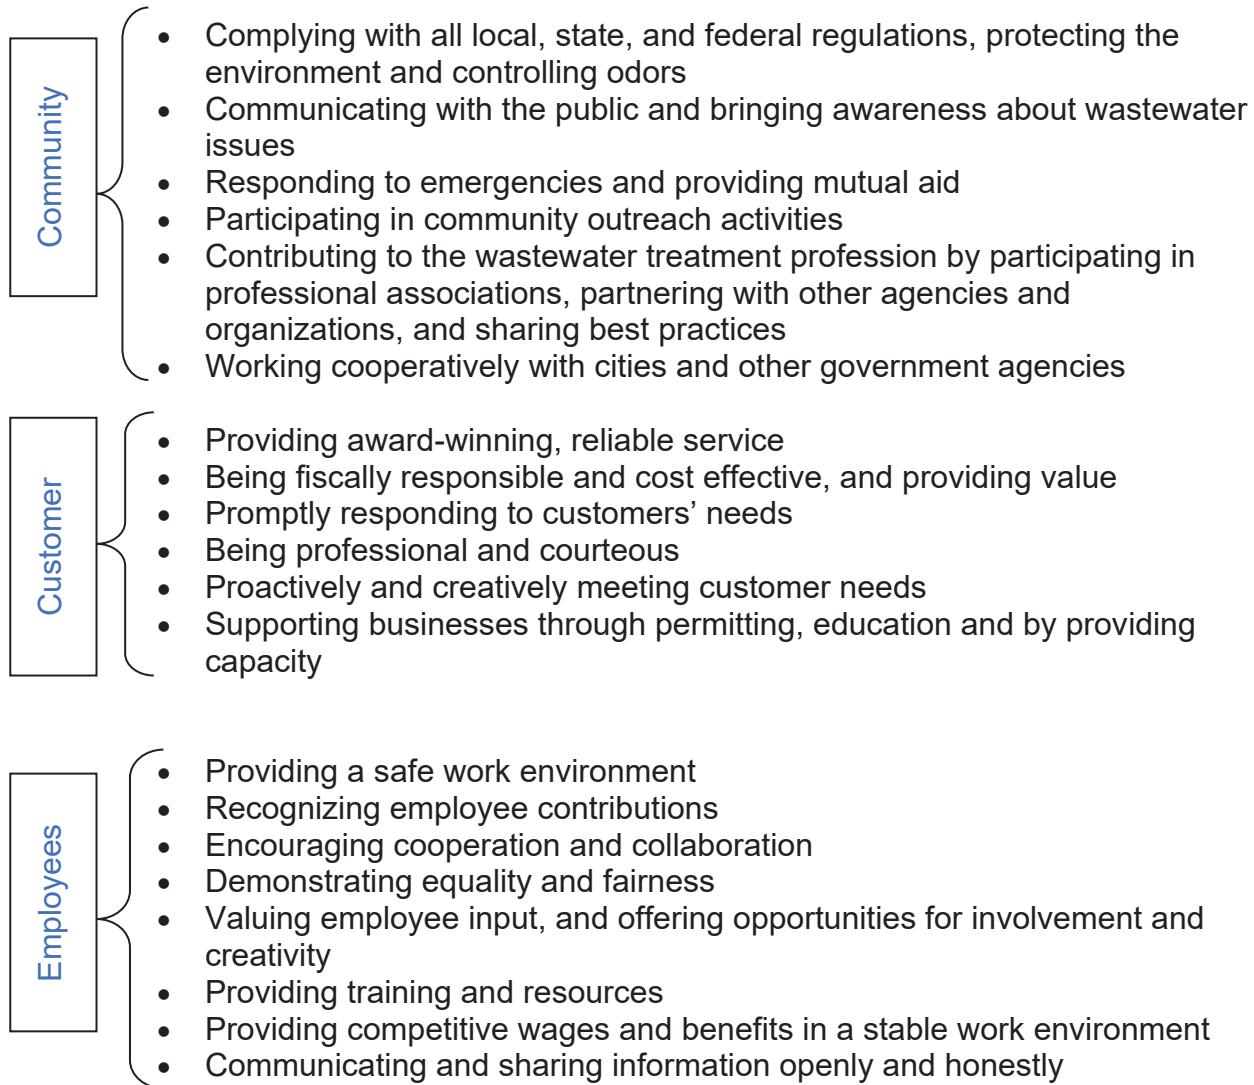 Community
• Complying with all local, state, and federal regulations, protecting the
environment and controlling odors
• Communicating with the public and bringing awareness about wastewater
issues
• Responding to emergencies and providing mutual aid
• Participating in community outreach activities
• Contributing to the wastewater treatment profession by participating in
professional associations, partnering with other agencies and
organizations, and sharing best practices
• Working cooperatively with cities and other government agencies
Customer
• Providing award-winning, reliable service
• Being fiscally responsible and cost effective, and providing value
• Promptly responding to customers’ needs
• Being professional and courteous
• Proactively and creatively meeting customer needs
• Supporting businesses through permitting, education and by providing
capacity
Employees
• Providing a safe work environment
• Recognizing employee contributions
• Encouraging cooperation and collaboration
• Demonstrating equality and fairness
• Valuing employee input, and offering opportunities for involvement and
creativity
• Providing training and resources
• Providing competitive wages and benefits in a stable work environment
• Communicating and sharing information openly and honestly